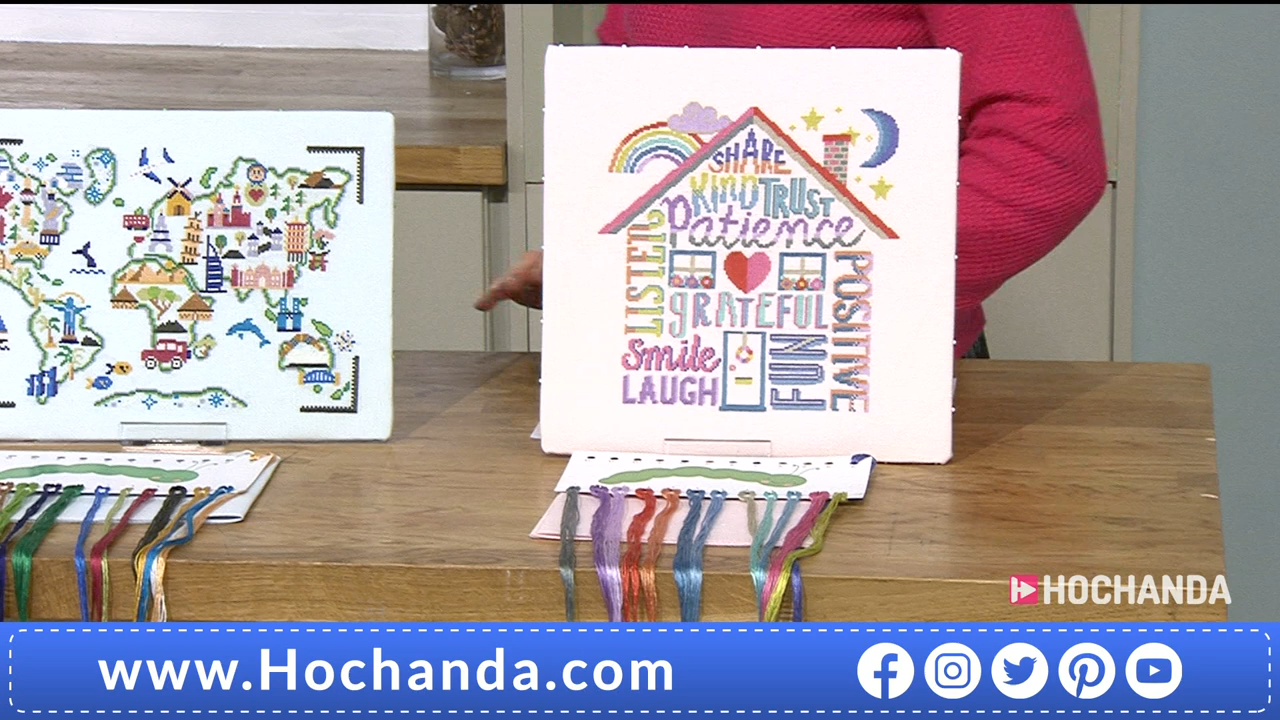 SHARE
KIND TRUST
Patience
LISTEN
POSITIVE
gRATEFUL
Smile
FUN
LAUGH
HOCHANDA
www.Hochanda.com